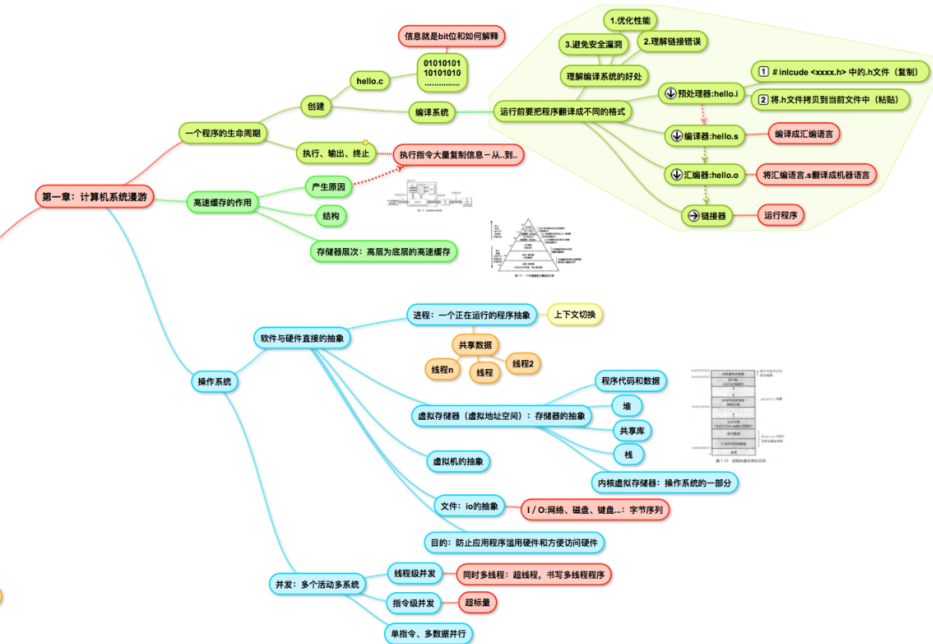 信息就是bit位和如何解释
01010101
10101010
..............
hello.c
创建
编译系统
一个程序的生命周期
执行、输出、终止
执行指令大量复制信息－从..到..
1.优化性能
2.理解链接错误
3.避免安全漏洞
理解编译系统的好处
运行前要把程序翻译成不同的格式
预处理器:hello.i
1 # inlcude <xxxx.h> 中的.h文件（复制）
2 将.h文件拷贝到当前文件中（粘贴）
编译器:hello.s
编译成汇编语言
汇编器:hello.o
将汇编语言.s翻译成机器语言
链接器
运行程序
第一章：计算机系统漫游
高速缓存的作用
产生原因
结构
存储器层次：高层为底层的高速缓存
操作系统
软件与硬件直接的抽象
进程：一个正在运行的程序抽象
上下文切换
共享数据
线程n
线程
线程2
虚拟存储器（虚拟地址空间）：存储器的抽象
程序代码和数据
堆
共享库
栈
内核虚拟存储器：操作系统的一部分
虚拟机的抽象
文件：io的抽象
I / O:网络、磁盘、键盘...：字节序列
目的：防止应用程序滥用硬件和方便访问硬件
并发：多个活动多系统
线程级并发
同时多线程：超线程，书写多线程程序
指令级并发
超标量
单指令、多数据并行